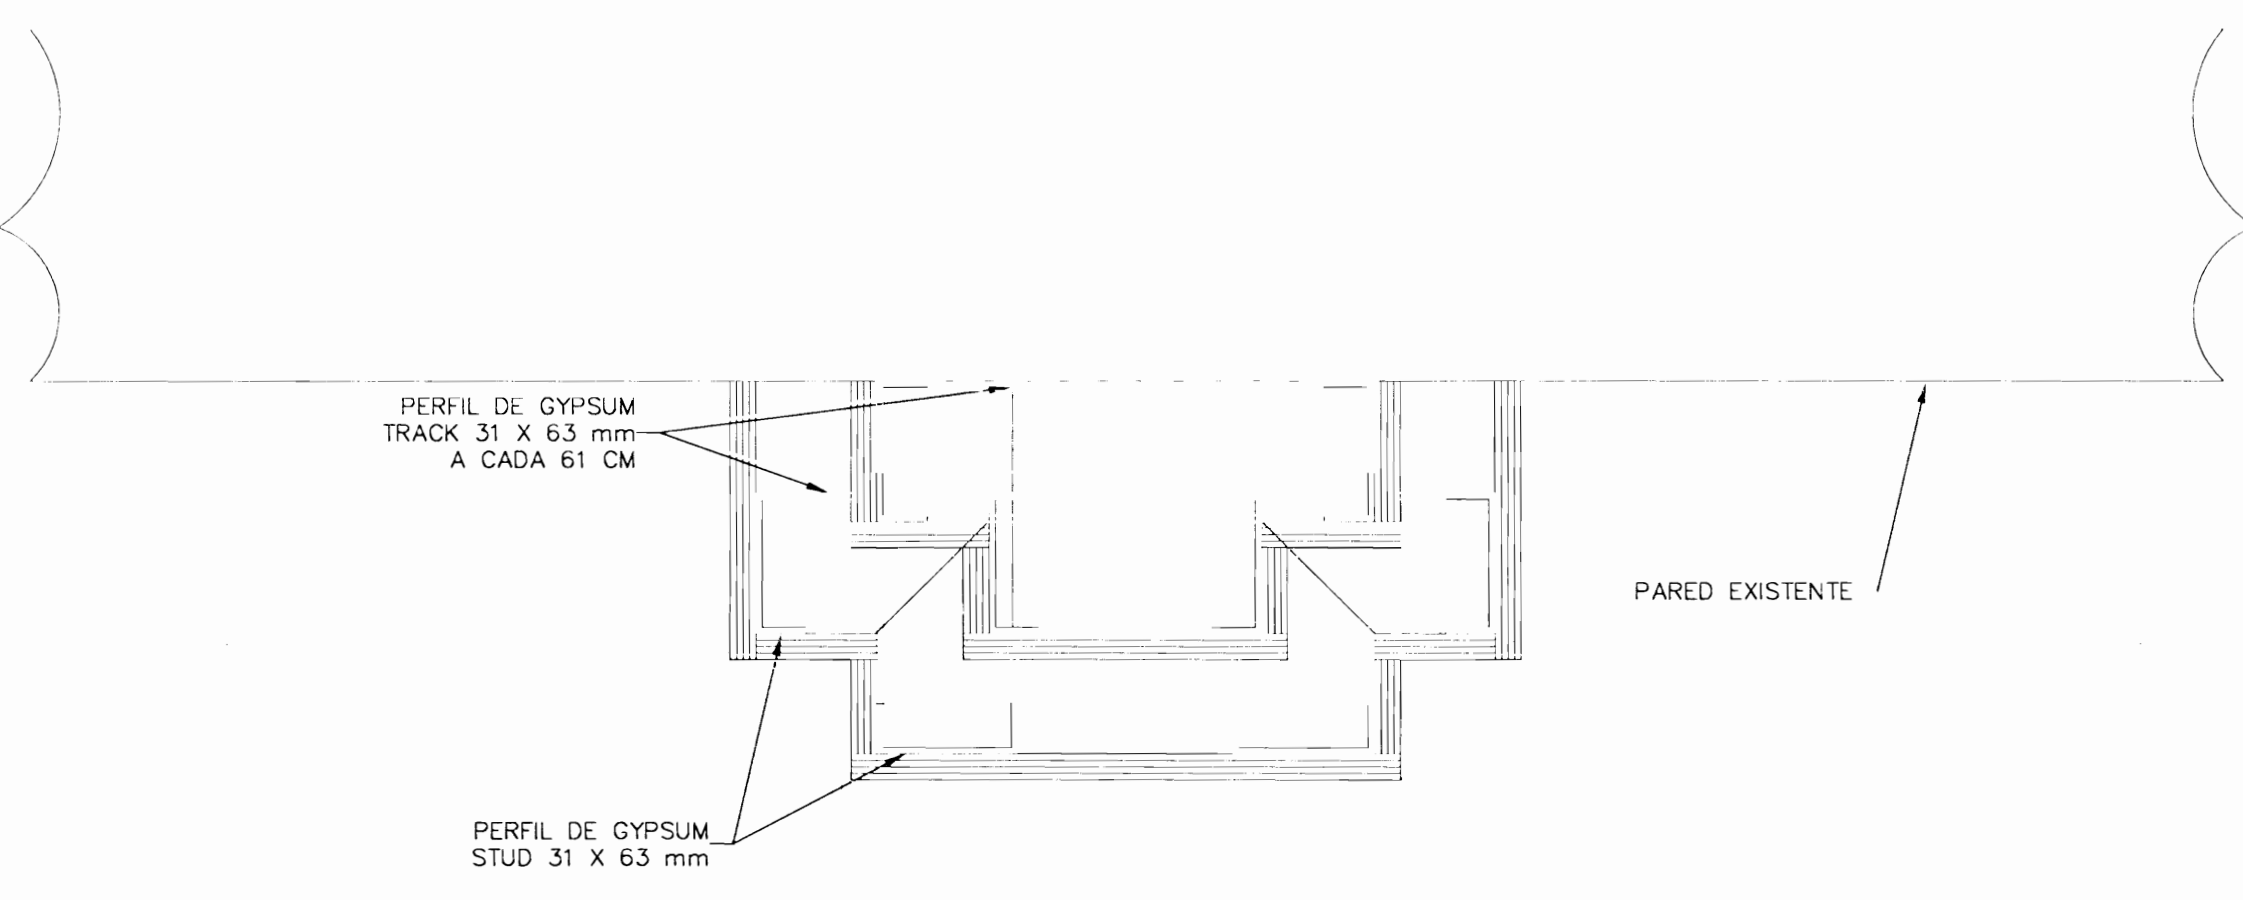 PERFIL DE GYPSUM
TRACK 31 X 63 mm
A CADA 61 CM
PARED EXISTENTE
PERFIL DE GYPSUM
STUD 31 X 63 mm